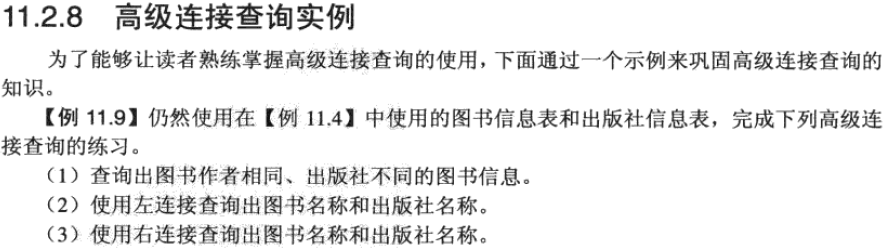 11.2.8 高级连接查询实例
为了能够让读者熟练掌握高级连接查询的使用，下面通过一个示例来巩固高级连接查询的
知识。
【例 11.9】仍然使用在【例 11.4】中使用的图书信息表和出版社信息表，完成下列高级连
接查询的练习。
（1）查询出图书作者相同、出版社不同的图书信息。
（2）使用左连接查询出图书名称和出版社名称。
（3）使用右连接查询出图书名称和出版社名称。